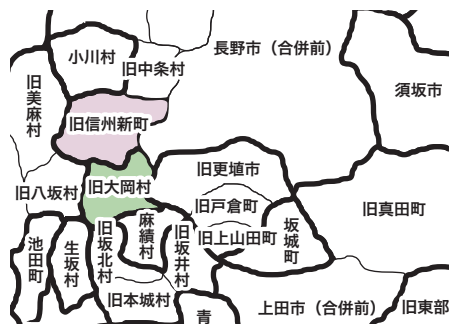 小川村
旧中条村
長野市（合併前）
須坂市
旧美麻村
旧信州新町
旧八坂村
旧大岡村
旧更埴市
旧戸倉町
旧上山田町
坂城町
旧真田町
池田町
生坂村
旧坂北村
麻績村
旧坂井村
旧本城村
青
上田市（合併前）
旧東部